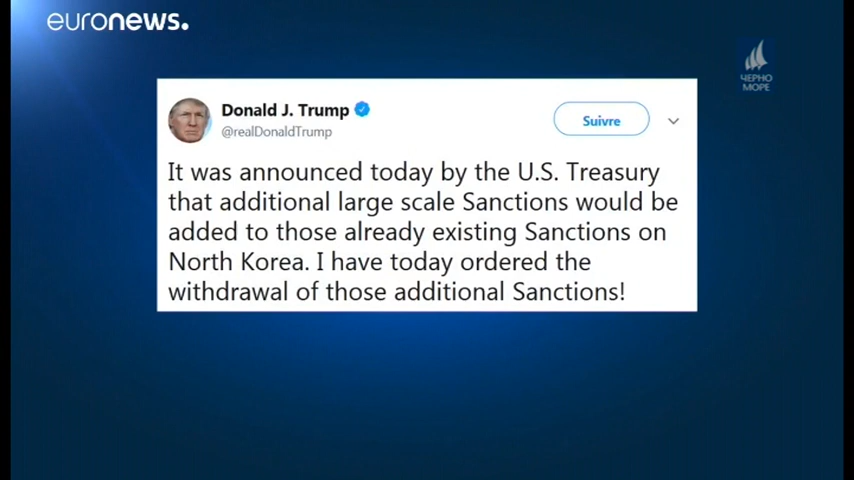 euronews.
ЧЕРНО
МОРЕ
Donald J. Trump
@realDonaldTrump
Suivre
It was announced today by the U.S. Treasury
that additional large scale Sanctions would be
added to those already existing Sanctions on
North Korea. I have today ordered the
withdrawal of those additional Sanctions!